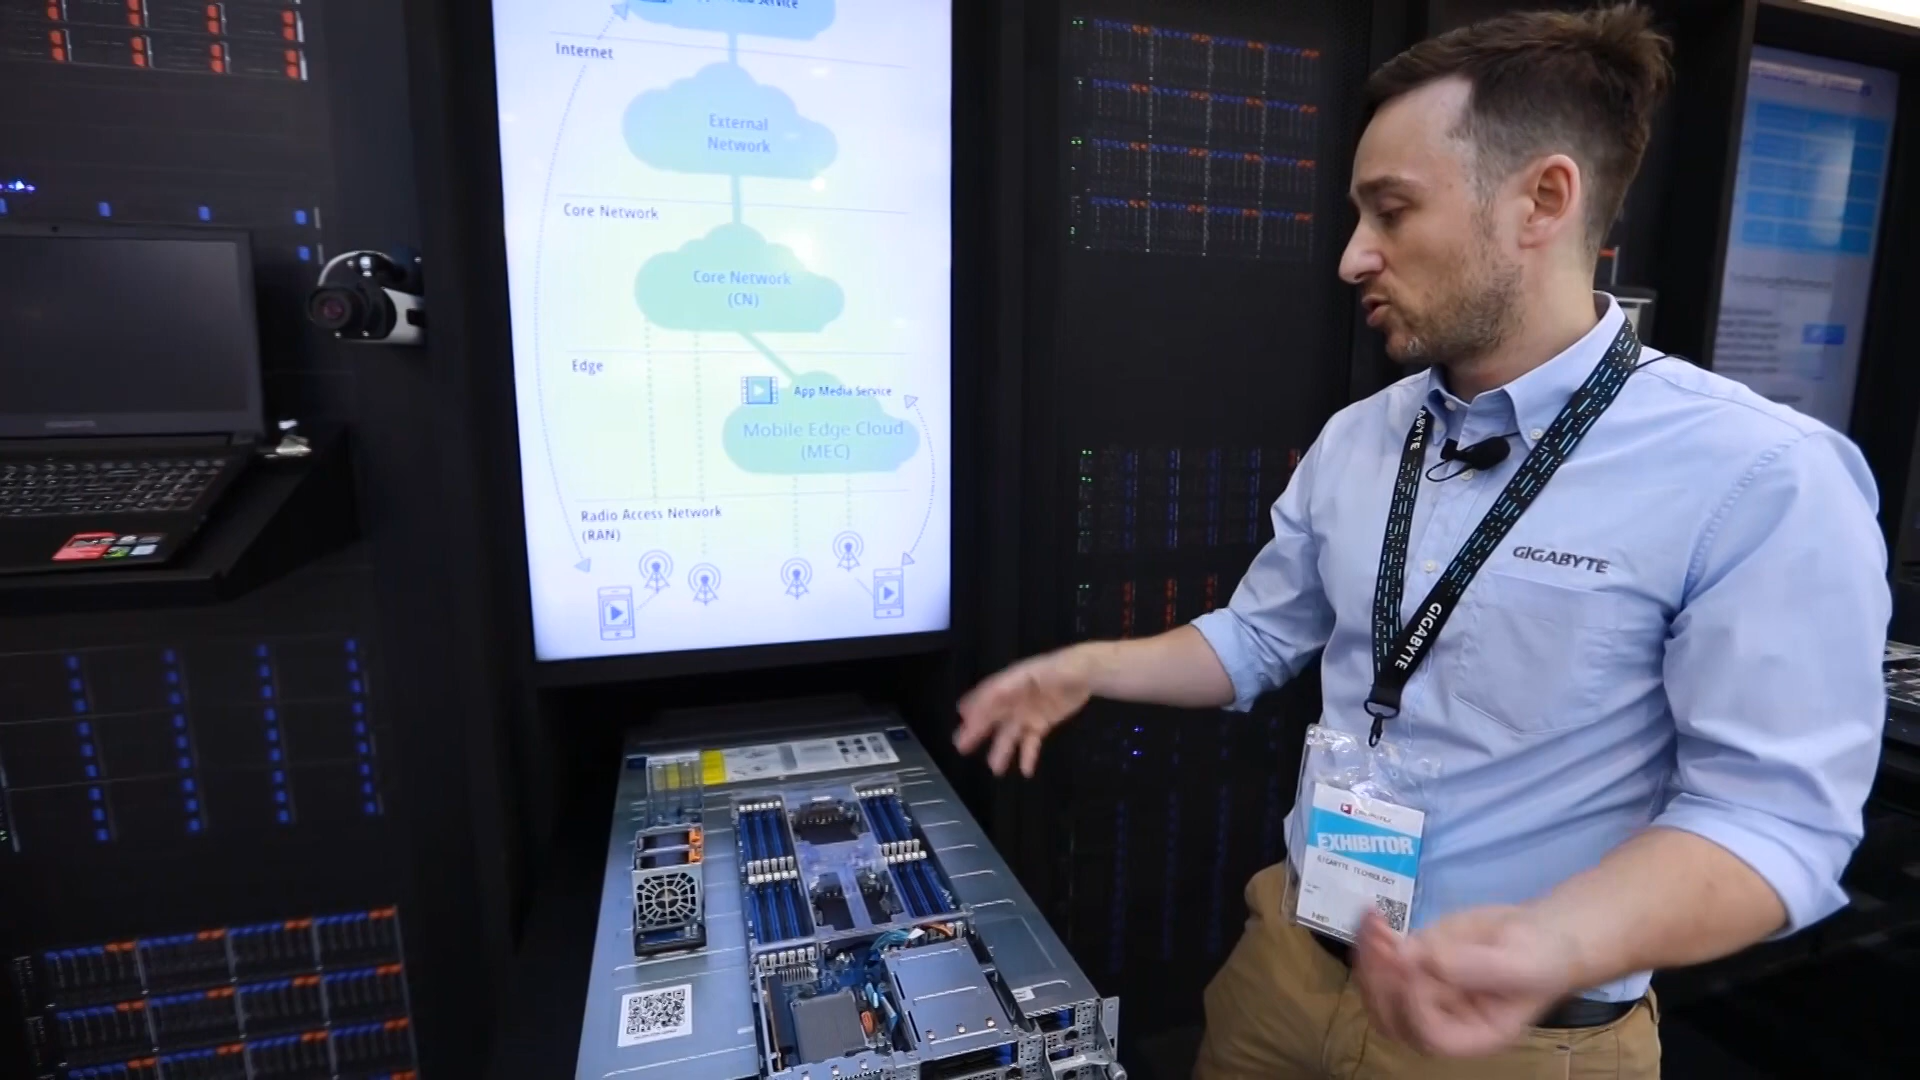 Service
Internet
External
Network
Core Network
Core Network
(CN)
Edge
App Media Service
Mobile Edge Cloud
(MEC)
Radio Access Network
(RAN)
GIGABYTE
GIGABYTE
EXHIBITOR
GIGABYTE TECHNOLOGY